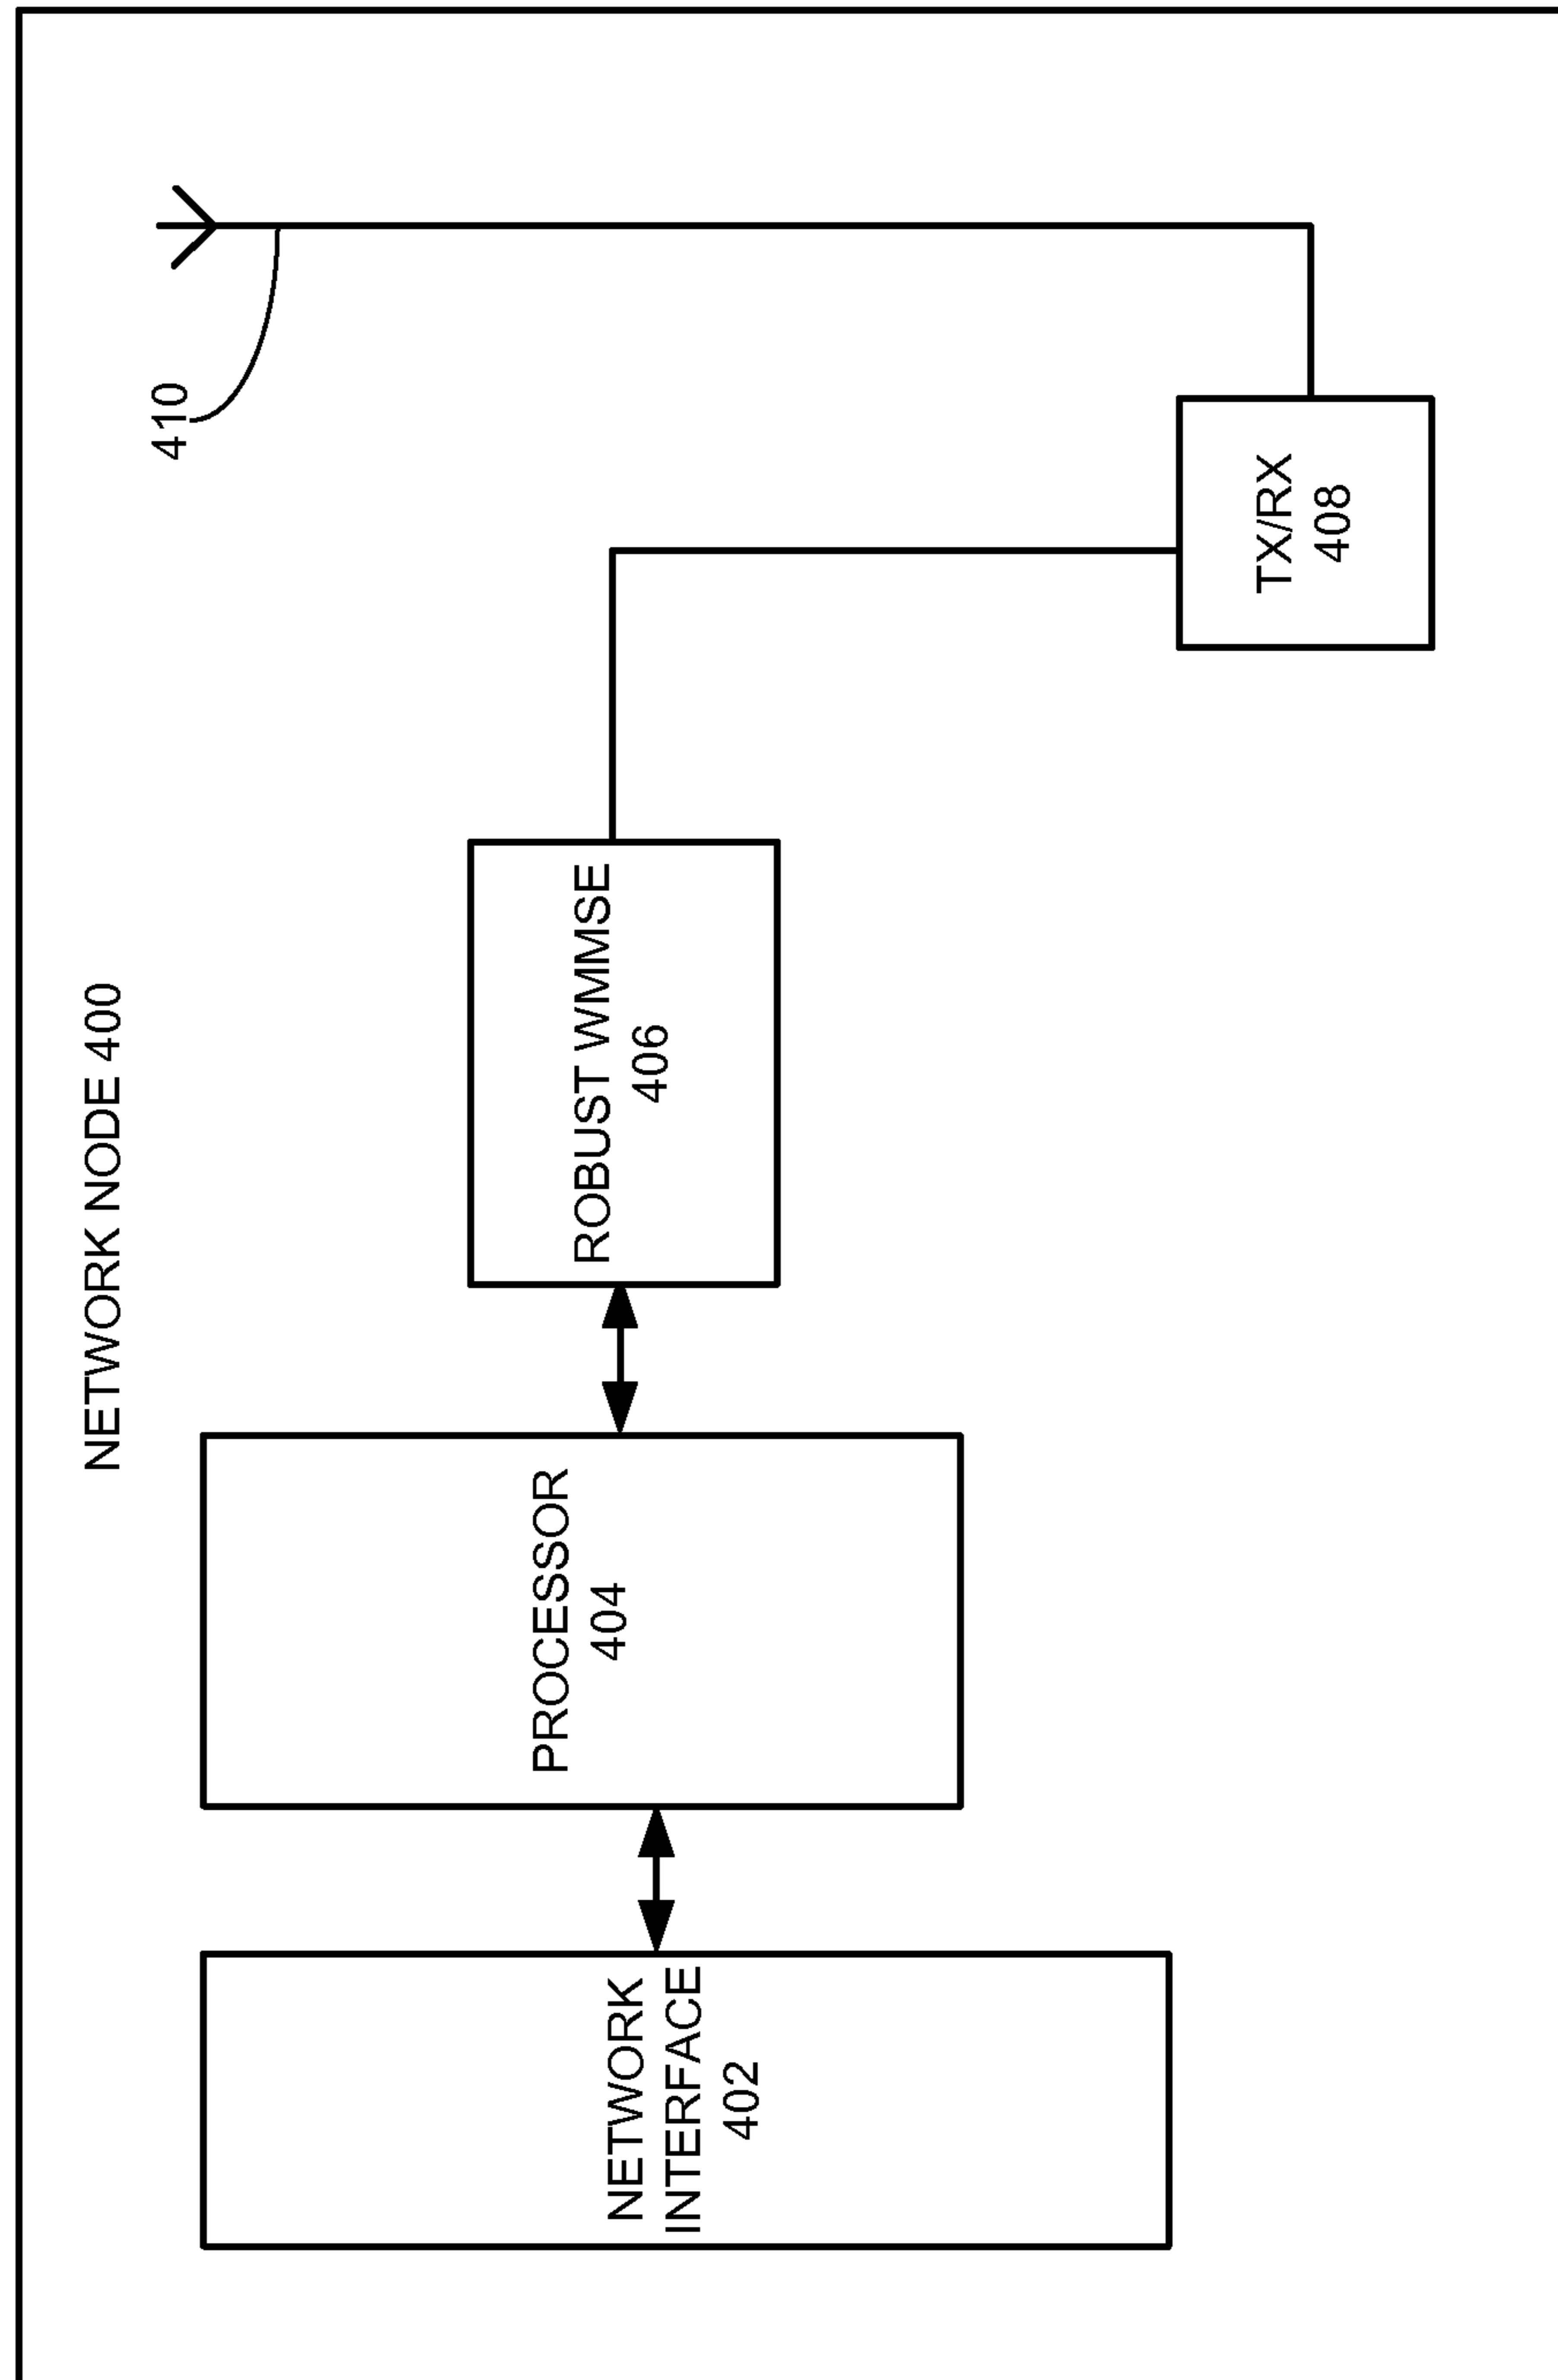 NETWORK NODE 400
NETWORK
INTERFACE
402
PROCESSOR
404
ROBUST WMMSE
406
TX/RX
408
410